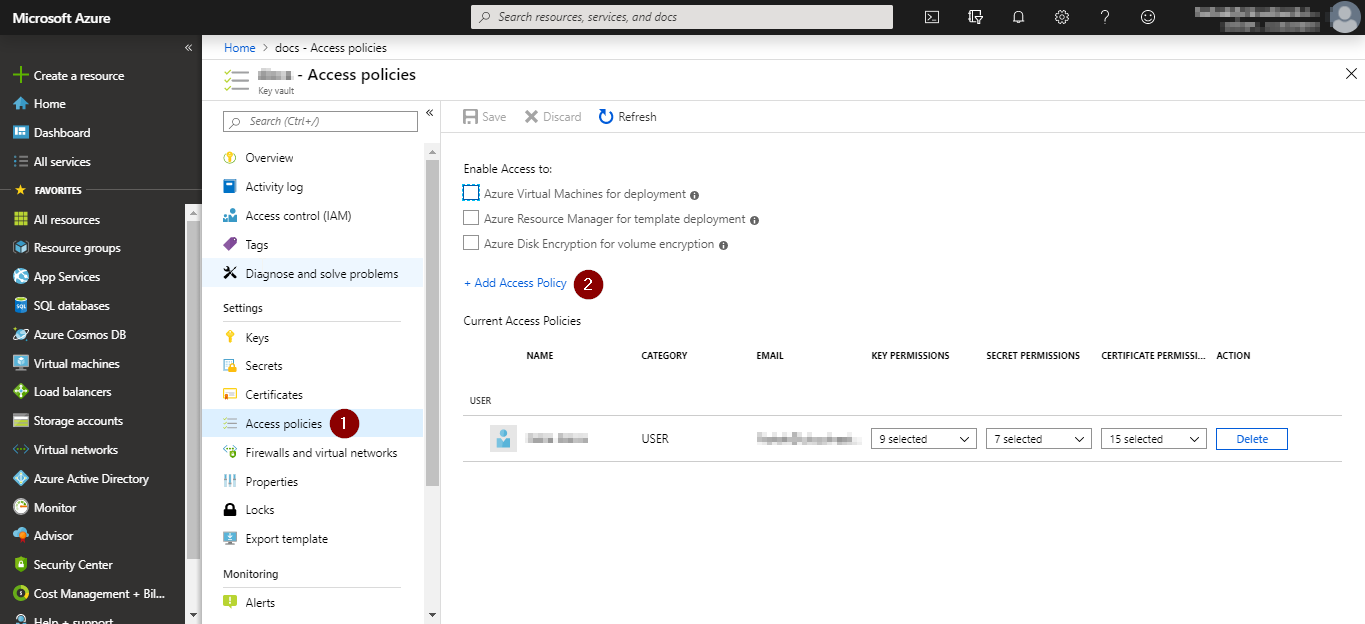 Microsoft Azure
Search resources, services, and docs
Create a resource
Home
Dashboard
All services
FAVORITES
All resources
Resource groups
App Services
SQL databases
Azure Cosmos DB
Virtual machines
Load balancers
Storage accounts
Virtual networks
Azure Active Directory
Monitor
Advisor
Security Center
Cost Management + Bil...
Help + support
Home > docs - Access policies
- Access policies
Key vault
Search (Ctrl+/)
Overview
Activity log
Access control (IAM)
Tags
Diagnose and solve problems
Settings
Keys
Secrets
Certificates
Access policies 1
Firewalls and virtual networks
Properties
Locks
Export template
Monitoring
Alerts
Save Discard Refresh
Enable Access to:
Azure Virtual Machines for deployment
Azure Resource Manager for template deployment
Azure Disk Encryption for volume encryption
+ Add Access Policy 2
Current Access Policies
NAME CATEGORY EMAIL KEY PERMISSIONS SECRET PERMISSIONS CERTIFICATE PERMISSI... ACTION
USER
USER 9 selected 7 selected 15 selected Delete